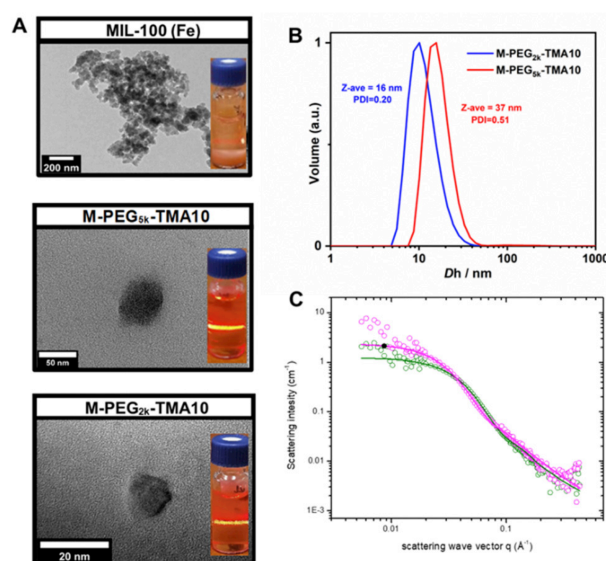 A
MIL-100 (Fe)
200 nm
M-PEG5k-TMA10
50 nm
M-PEG2k-TMA10
20 nm
B
M-PEG2k-TMA10
M-PEG5k-TMA10
Z-ave = 16 nm
PDI=0.20
Z-ave = 37 nm
PDI=0.51
Volume (a.u.)
1
0
1 10 100 1000
Dh / nm
C
Scattering intesity (cm-1)
10
1
0.1
0.01
1E-3
0.01 0.1
scattering wave vector q (Å-1)